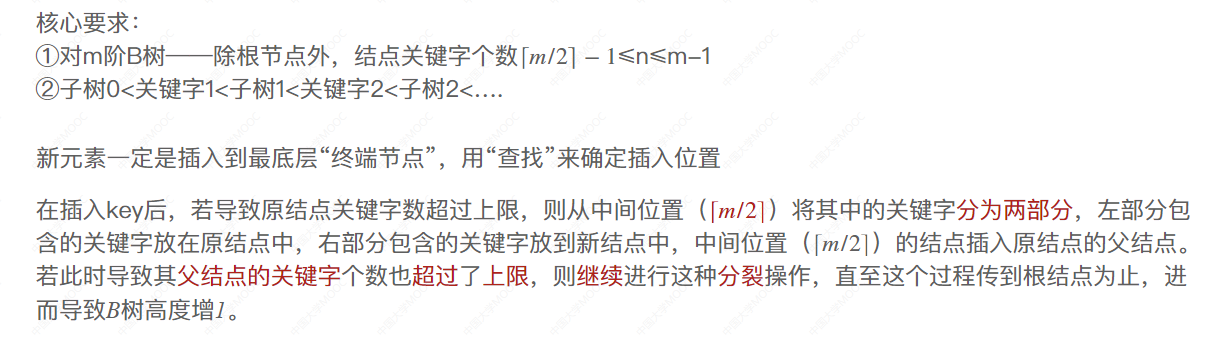 核心要求：
①对m阶B树——除根节点外，结点关键字个数⌈m/2⌉ − 1≤n≤m-1
②子树0<关键字1<子树1<关键字2<子树2<....
新元素一定是插入到最底层“终端节点”，用“查找”来确定插入位置
在插入key后，若导致原结点关键字数超过上限，则从中间位置（⌈m/2⌉）将其中的关键字分为两部分，左部分包
含的关键字放在原结点中，右部分包含的关键字放到新结点中，中间位置（⌈m/2⌉）的结点插入原结点的父结点。
若此时导致其父结点的关键字个数也超过了上限，则继续进行这种分裂操作，直至这个过程传到根结点为止，进
而导致B树高度增1。